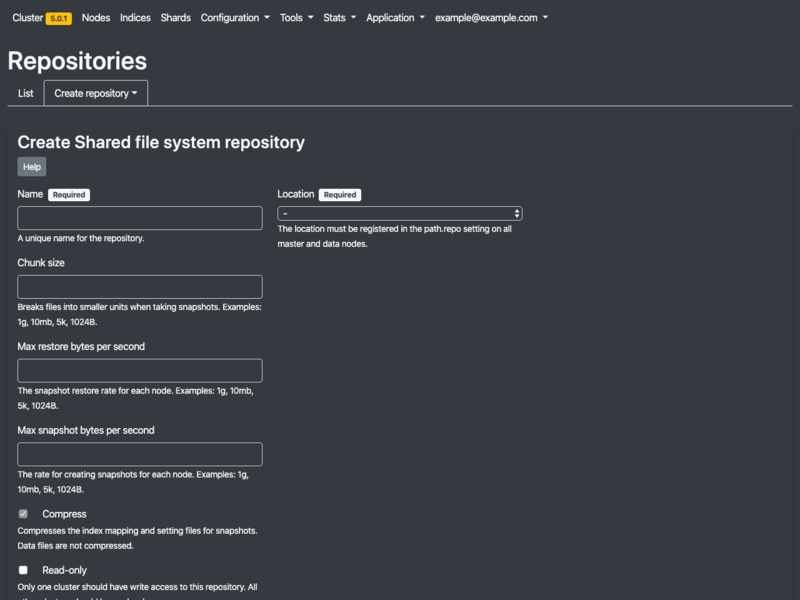 Cluster 5.0.1 Nodes Indices Shards Configuration Tools Stats Application example@example.com
Repositories
List Create repository
Create Shared file system repository
Help
Name Required
A unique name for the repository.
Location Required
-
The location must be registered in the path.repo setting on all
master and data nodes.
Chunk size
Breaks files into smaller units when taking snapshots. Examples:
1g, 10mb, 5k, 1024B.
Max restore bytes per second
The snapshot restore rate for each node. Examples: 1g, 10mb,
5k, 1024B.
Max snapshot bytes per second
The rate for creating snapshots for each node. Examples: 1g,
10mb, 5k, 1024B.
Compress
Compresses the index mapping and setting files for snapshots.
Data files are not compressed.
Read-only
Only one cluster should have write access to this repository. All